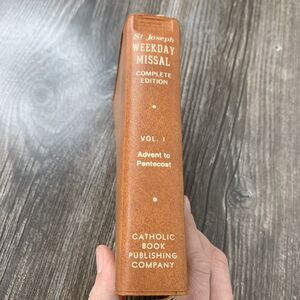 St Joseph
WEEKDAY
MISSAL
COMPLETE
EDITION
VOL. I
Advent to
Pentecost
CATHOLIC
BOOK
PUBLISHING
COMPANY